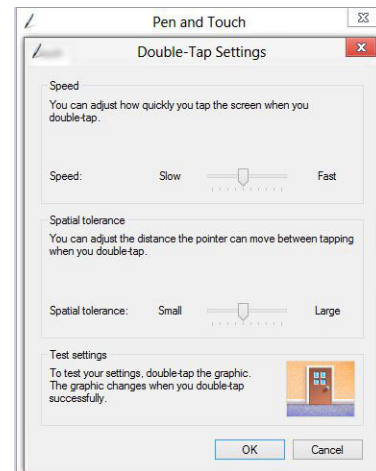 Pen and Touch
Double-Tap Settings
Speed
You can adjust how quickly you tap the screen when you
double-tap.
Speed:
Slow
Fast
Spatial tolerance
You can adjust the distance the pointer can move between tapping
when you double-tap.
Spatial tolerance:
Small
Large
Test settings
To test your settings, double-tap the graphic.
The graphic changes when you double-tap
successfully.
OK
Cancel